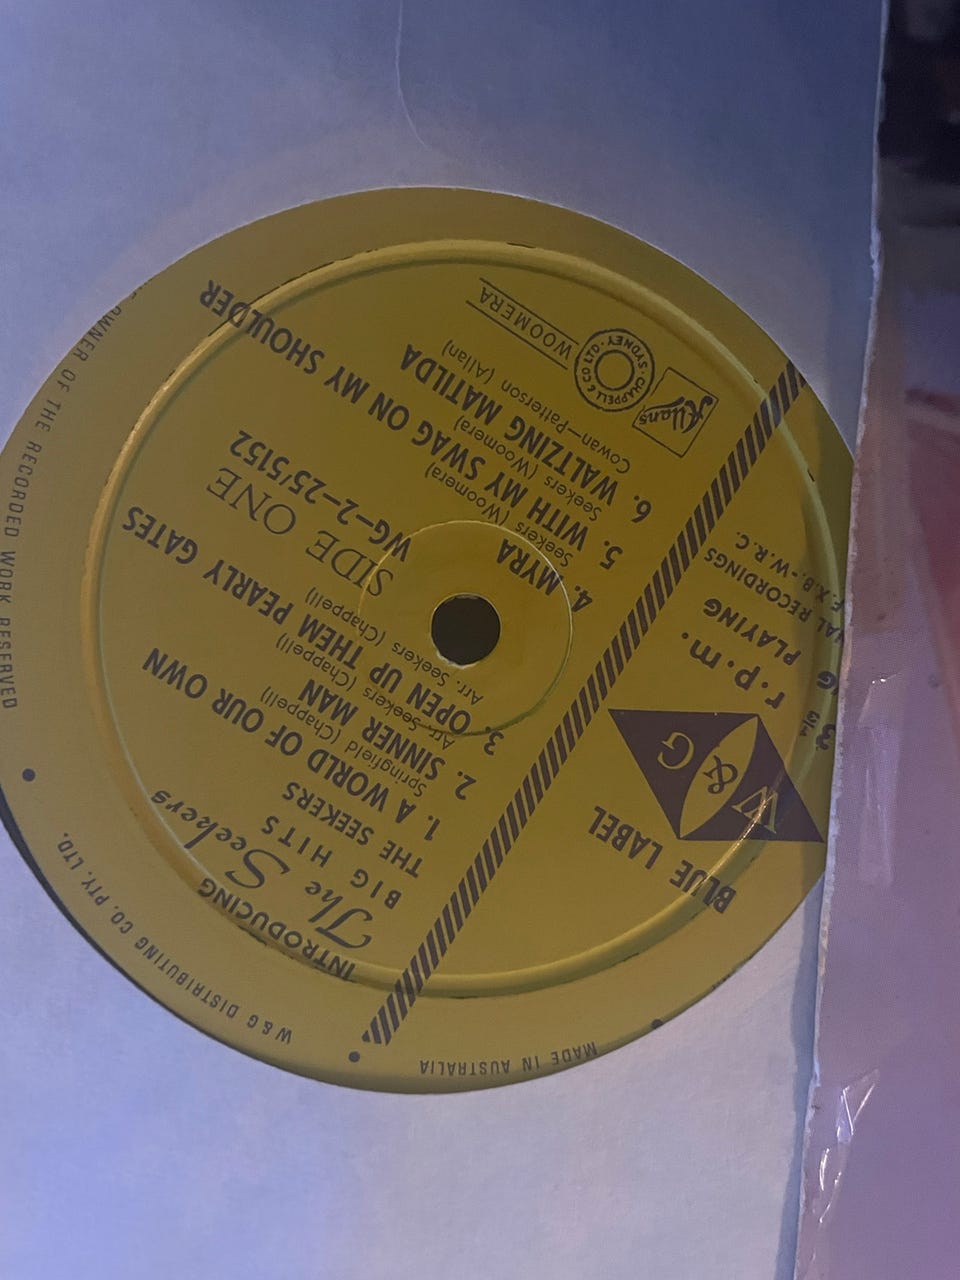 INTRODUCING
The Seekers
BIG HITS
THE SEEKERS
1. A WORLD OF OUR OWN
Springfield (Chappell)
2. SINNER MAN
Arr. Seekers (Chappell)
3. OPEN UP THEM PEARLY GATES
Arr. Seekers (Chappell)
SIDE ONE
WG-2-25/5152
4. MYRA
Seekers (Woomera)
5. WITH MY SWAG ON MY SHOULDER
Seekers (Woomera)
6. WALTZING MATILDA
Cowan-Patterson (Allan)
WOOMERA
CHAPPELL & CO LTD. SYDNEY
Allans
BLUE LABEL
W & G
r.p.m.
PLAYING
RECORDINGS
F.X.B.-W.R.C.
OWNER OF THE RECORDED WORK RESERVED
W & G DISTRIBUTING CO. PTY. LTD.
MADE IN AUSTRALIA